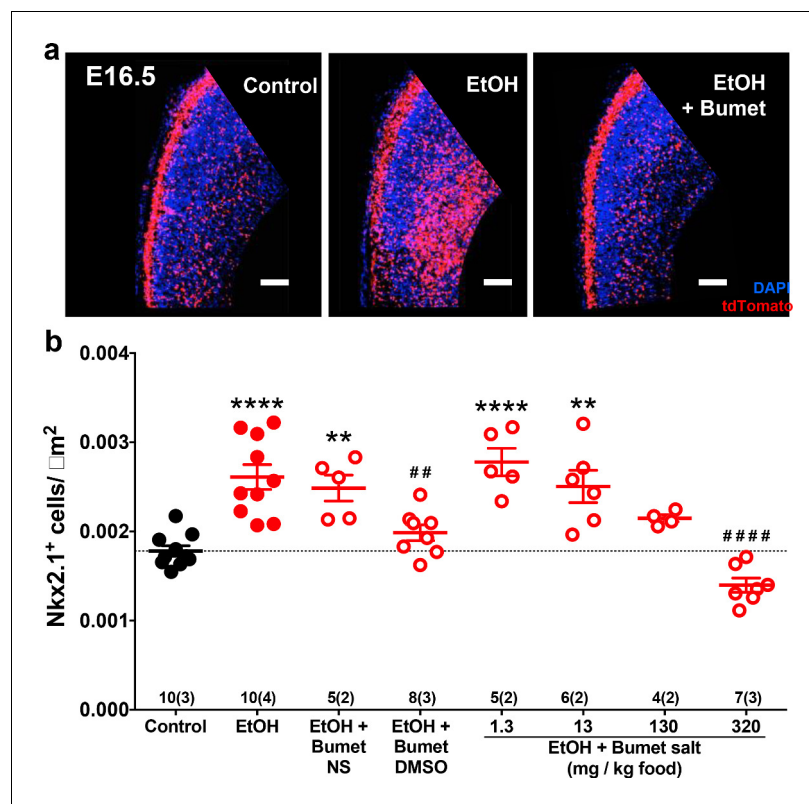 a
E16.5
Control
EtOH
EtOH
+ Bumet
DAPI
tdTomato
b
Nkx2.1+ cells/ □m2
0.004
0.003
0.002
0.001
0.000
****
**
##
****
**
####
10(3) 10(4) 5(2) 8(3) 5(2) 6(2) 4(2) 7(3)
Control EtOH EtOH + Bumet NS EtOH + Bumet DMSO 1.3 13 130 320
EtOH + Bumet salt
(mg / kg food)